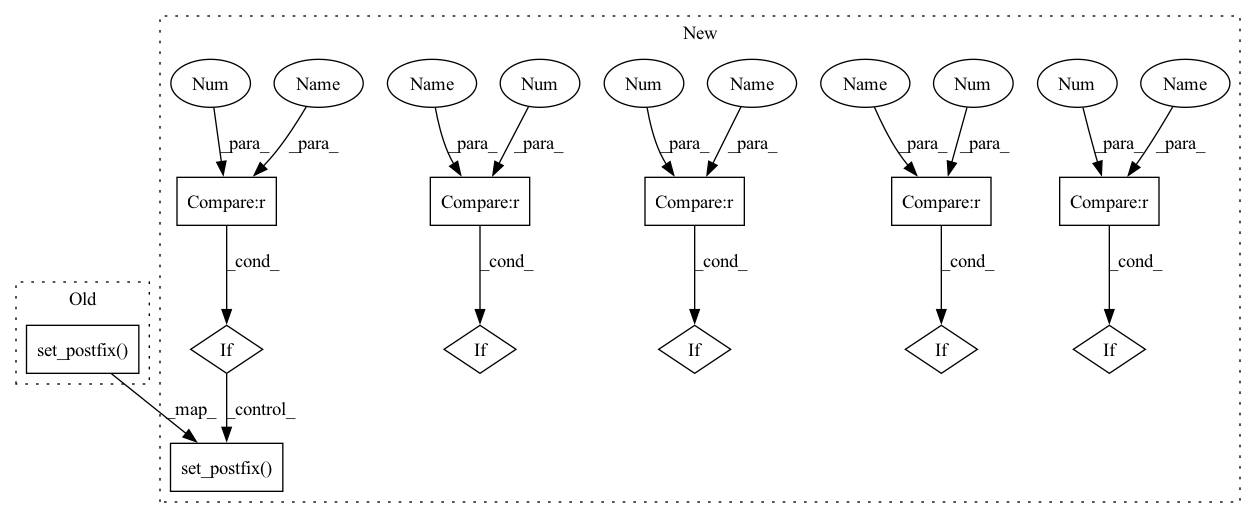 New
Num Name Name Num Num Name Name Num Num Name
_para_ _para_ _para_ _para_ _para_ _para_ _para_ _para_ _para_ _para_
Compare:r Compare:r Compare:r Compare:r Compare:r
_cond_ _cond_ _cond_ _cond_ _cond_
Old
set_postfix() If If If If If
_map_ _control_
set_postfix()